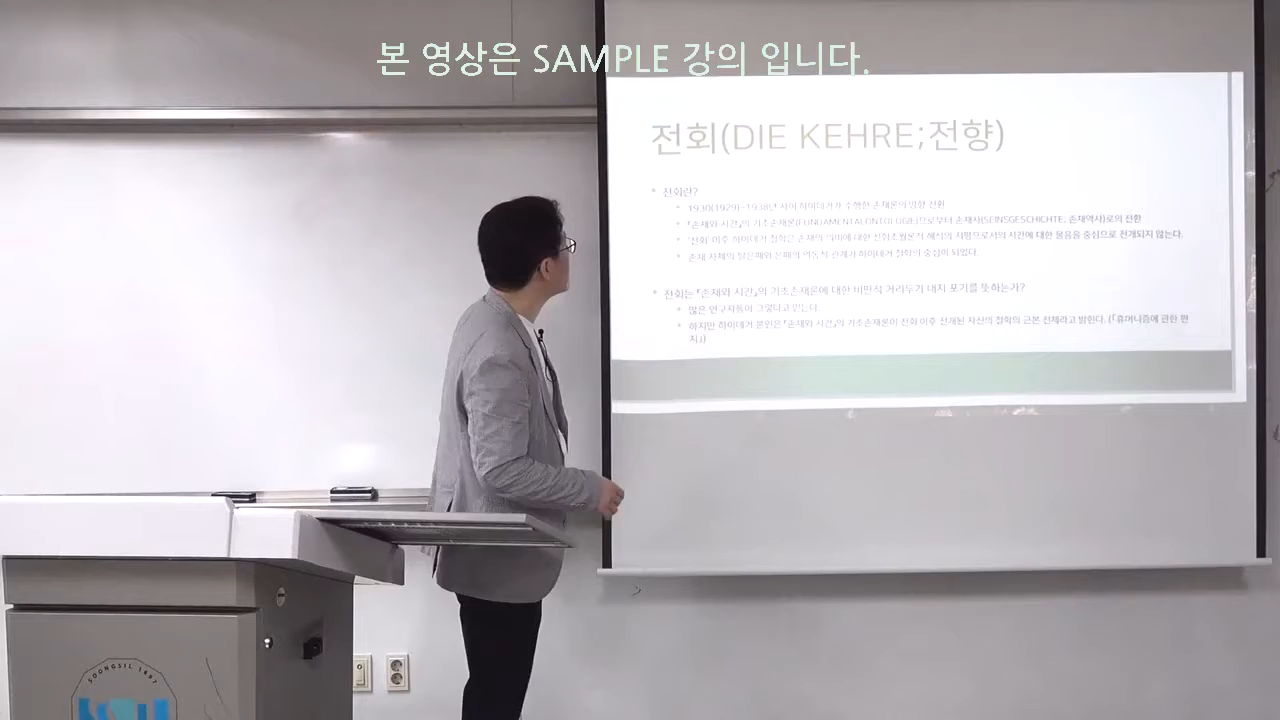 본 영상은 SAMPLE 강의 입니다.
전회(DIE KEHRE;전향)
전회란?
1930(1929)~1938년 사이 하이데거가 수행한 존재론의 방향 전환
『존재와 시간』의 기초존재론(FUNDAMENTALONTOLOGIE)으로부터 존재사(SEINSGESCHICHTE; 존재역사)로의 전환
'전회' 이후 하이데거 철학은 존재의 의미에 대한 선험초월론적 해석의 지평으로서의 시간에 대한 물음을 중심으로 전개되지 않는다.
존재 자체의 탈은폐와 은폐의 역동적 관계가 하이데거 철학의 중심이 되었다.
전회는 『존재와 시간』의 기초존재론에 대한 비판적 거리두기 내지 포기를 뜻하는가?
많은 연구자들이 그렇다고 믿는다.
하지만 하이데거 본인은 『존재와 시간』의 기초존재론이 전회 이후 전개된 자신의 철학의 근본 전제라고 밝힌다. (「휴머니즘에 관한 편
지」)
SOONGSIL 1897